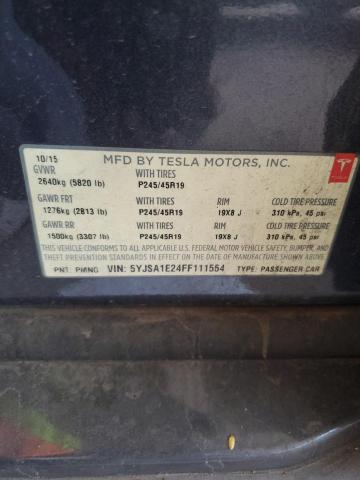 10/15 MFD BY TESLA MOTORS, INC.
GVWR WITH TIRES
2640kg (5820 lb) P245/45R19
TESLA
GAWR FRT WITH TIRES RIM COLD TIRE PRESSURE
1276kg (2813 lb) P245/45R19 19X8 J 310 kPa, 45 psi
GAWR RR WITH TIRES RIM COLD TIRE PRESSURE
1500kg (3307 lb) P245/45R19 19X8 J 310 kPa, 45 psi
THIS VEHICLE CONFORMS TO ALL APPLICABLE U.S. FEDERAL MOTOR VEHICLE SAFETY, BUMPER, AND
THEFT PREVENTION STANDARDS IN EFFECT ON THE DATE OF MANUFACTURE SHOWN ABOVE.
PNT: PMNG VIN: 5YJSA1E24FF111554 TYPE: PASSENGER CAR